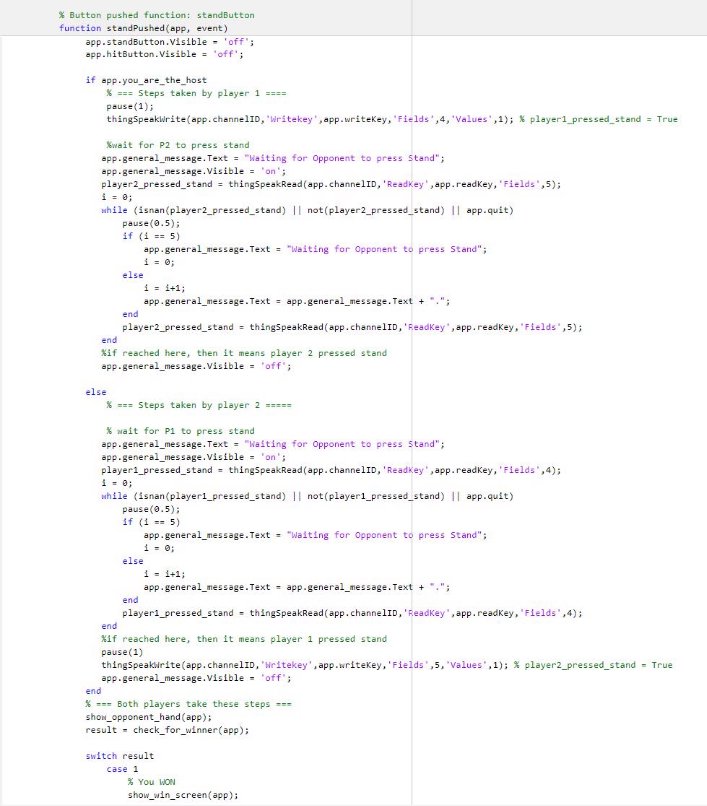 % Button pushed function: standButton
function standPushed(app, event)
app.standButton.Visible = 'off';
app.hitButton.Visible = 'off';
if app.you_are_the_host
% === Steps taken by player 1 ====
pause(1);
thingSpeakWrite(app.channelID,'Writekey',app.writeKey,'Fields',4,'Values',1); % player1_pressed_stand = True
%wait for P2 to press stand
app.general_message.Text = "Waiting for Opponent to press Stand";
app.general_message.Visible = 'on';
player2_pressed_stand = thingSpeakRead(app.channelID,'ReadKey',app.readKey,'Fields',5);
i = 0;
while (isnan(player2_pressed_stand) || not(player2_pressed_stand) || app.quit)
pause(0.5);
if (i == 5)
app.general_message.Text = "Waiting for Opponent to press Stand";
i = 0;
else
i = i+1;
app.general_message.Text = app.general_message.Text + ".";
end
player2_pressed_stand = thingSpeakRead(app.channelID,'ReadKey',app.readKey,'Fields',5);
end
%if reached here, then it means player 2 pressed stand
app.general_message.Visible = 'off';
else
% === Steps taken by player 2 =====
% wait for P1 to press stand
app.general_message.Text = "Waiting for Opponent to press Stand";
app.general_message.Visible = 'on';
player1_pressed_stand = thingSpeakRead(app.channelID,'ReadKey',app.readKey,'Fields',4);
i = 0;
while (isnan(player1_pressed_stand) || not(player1_pressed_stand) || app.quit)
pause(0.5);
if (i == 5)
app.general_message.Text = "Waiting for Opponent to press Stand";
i = 0;
else
i = i+1;
app.general_message.Text = app.general_message.Text + ".";
end
player1_pressed_stand = thingSpeakRead(app.channelID,'ReadKey',app.readKey,'Fields',4);
end
%if reached here, then it means player 1 pressed stand
pause(1)
thingSpeakWrite(app.channelID,'Writekey',app.writeKey,'Fields',5,'Values',1); % player2_pressed_stand = True
app.general_message.Visible = 'off';
end
% === Both players take these steps ===
show_opponent_hand(app);
result = check_for_winner(app);
switch result
case 1
% You WON
show_win_screen(app);